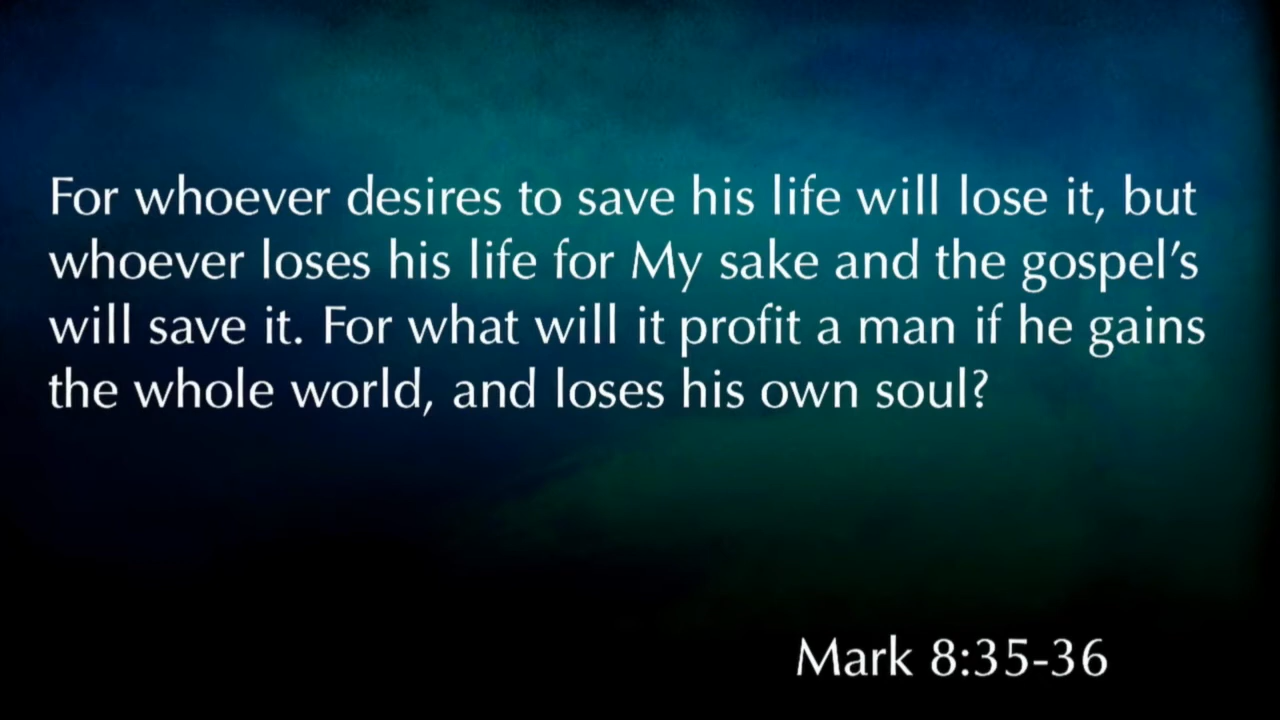 For whoever desires to save his life will lose it, but
whoever loses his life for My sake and the gospel’s
will save it. For what will it profit a man if he gains
the whole world, and loses his own soul?
Mark 8:35-36